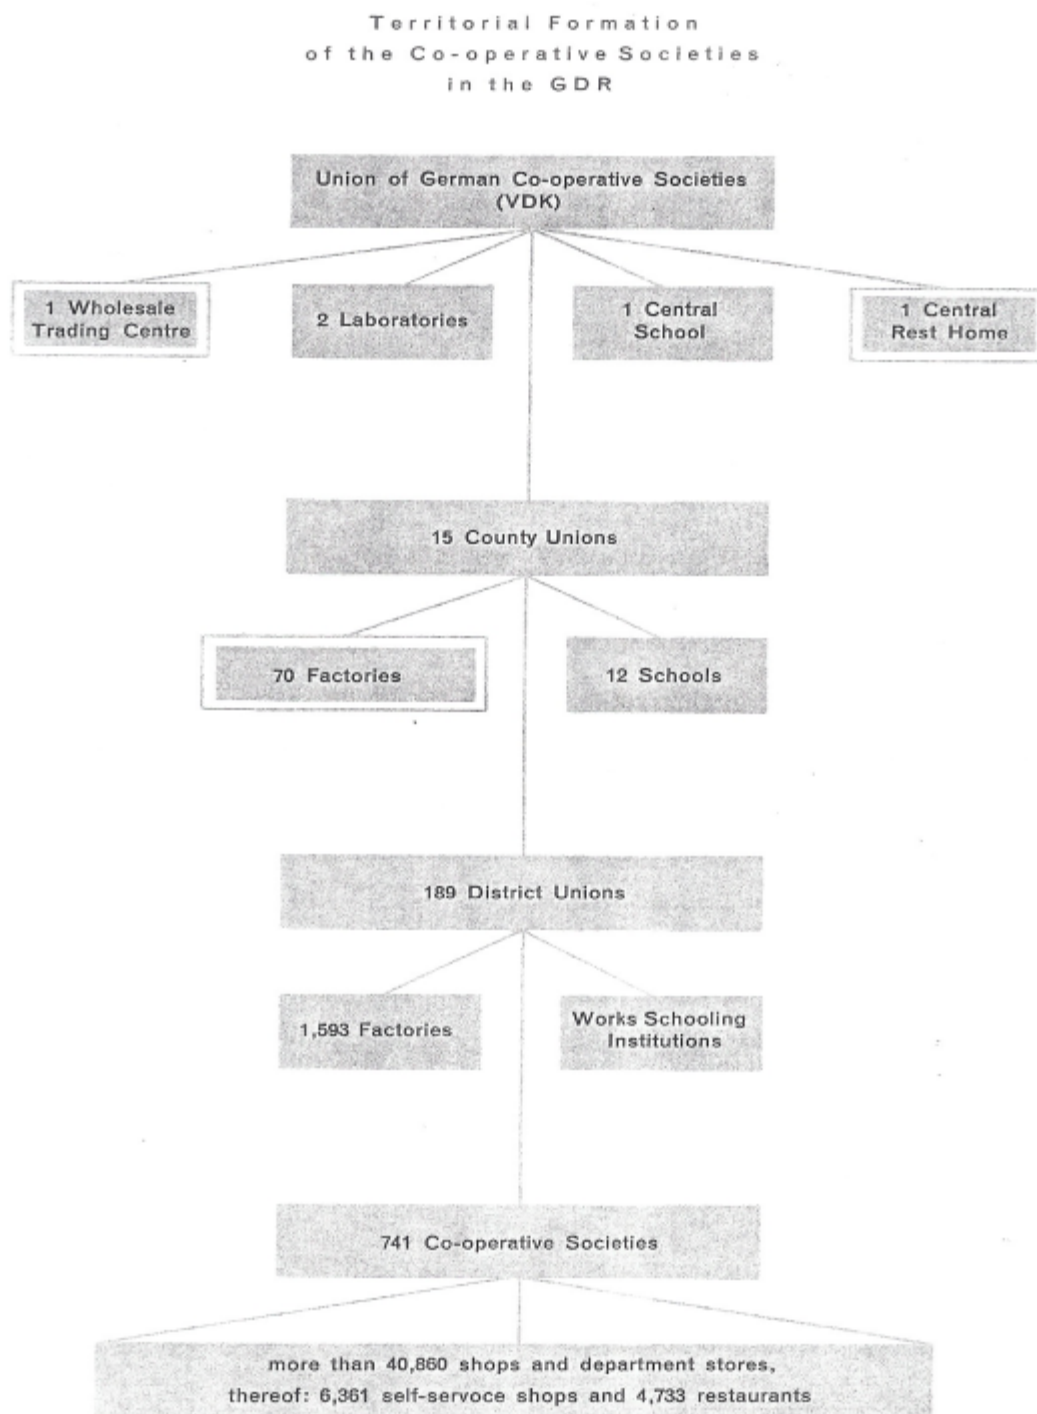 Territorial Formation
of the Co-operative Societies
in the GDR
Union of German Co-operative Societies
(VDK)
1 Wholesale
Trading Centre
2 Laboratories
1 Central
School
1 Central
Rest Home
15 County Unions
70 Factories
12 Schools
189 District Unions
1,593 Factories
Works Schooling
Institutions
741 Co-operative Societies
more than 40,860 shops and department stores,
thereof: 6,361 self-servoce shops and 4,733 restaurants